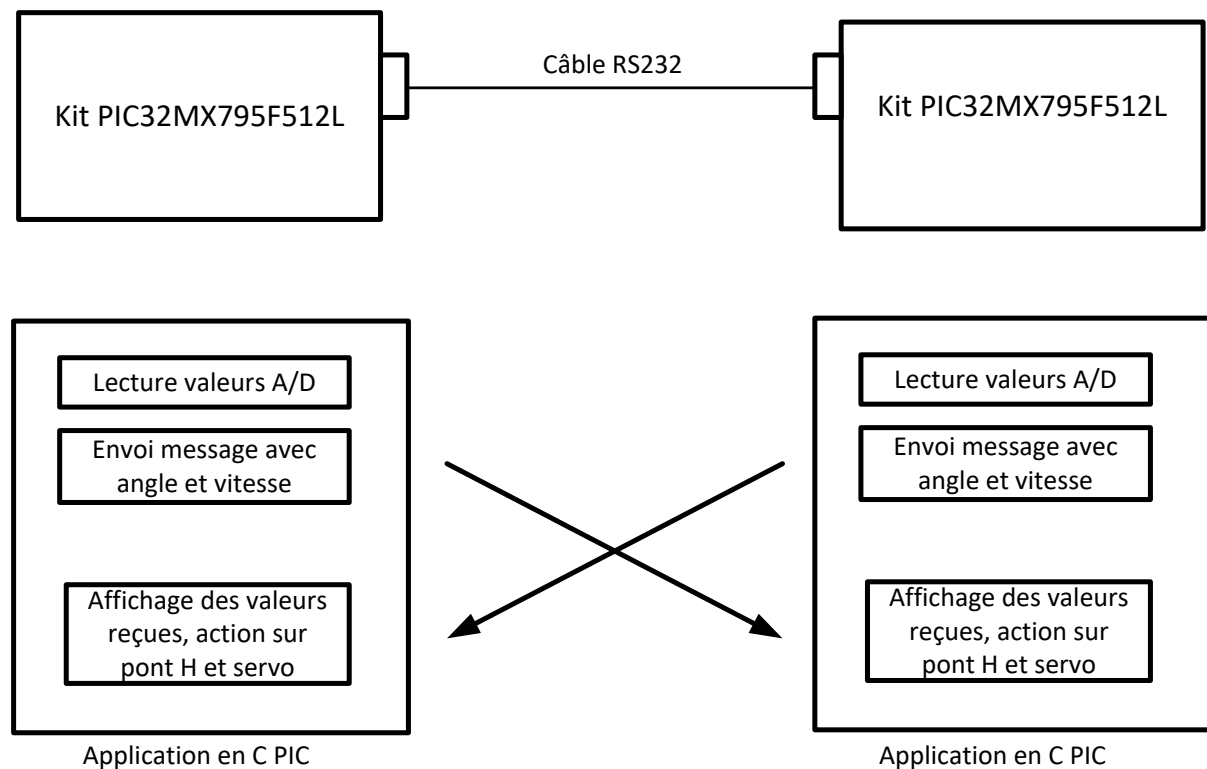 Câble RS232
Kit PIC32MX795F512L
Kit PIC32MX795F512L
Lecture valeurs A/D
Envoi message avec
angle et vitesse
Affichage des valeurs
reçues, action sur
pont H et servo
Application en C PIC
Lecture valeurs A/D
Envoi message avec
angle et vitesse
Affichage des valeurs
reçues, action sur
pont H et servo
Application en C PIC